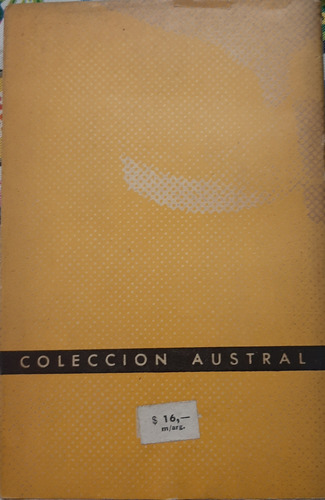 COLECCION AUSTRAL
$ 16,—
m/arg.